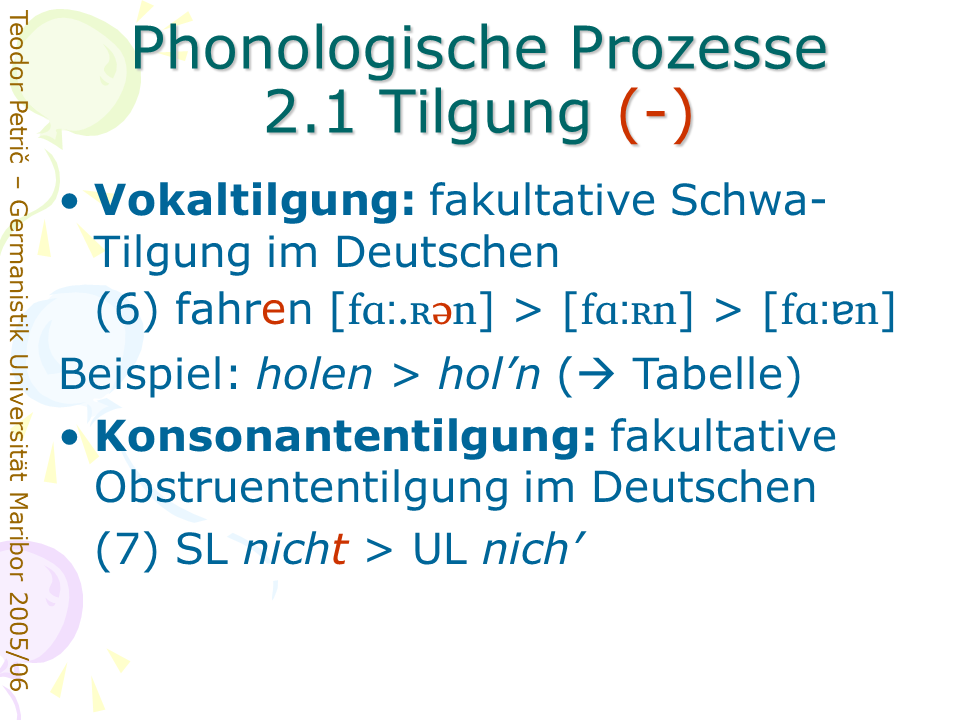 Phonologische Prozesse
2.1 Tilgung (-)
• Vokaltilgung: fakultative Schwa-
Tilgung im Deutschen
(6) fahren [fɑː.ʀən] > [fɑːʀn] > [fɑːɐn]
Beispiel: holen > hol’n (→ Tabelle)
• Konsonantentilgung: fakultative
Obstruententilgung im Deutschen
(7) SL nicht > UL nich’
Teodor Petrič – Germanistik Universität Maribor 2005/06